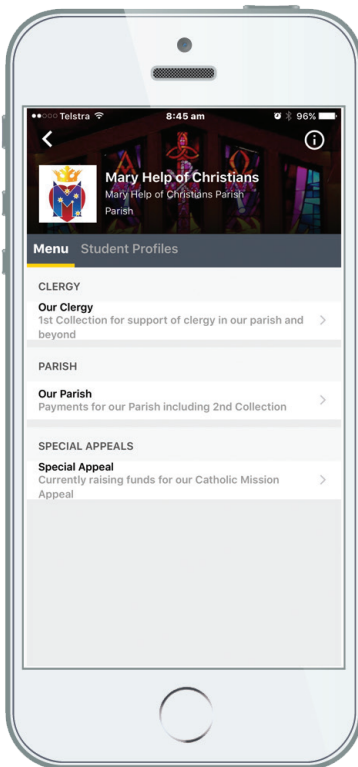 Telstra 8:45 am 96%
Mary Help of Christians
Mary Help of Christians Parish
Parish
Menu Student Profiles
CLERGY
Our Clergy
1st Collection for support of clergy in our parish and
beyond
PARISH
Our Parish
Payments for our Parish including 2nd Collection
SPECIAL APPEALS
Special Appeal
Currently raising funds for our Catholic Mission
Appeal